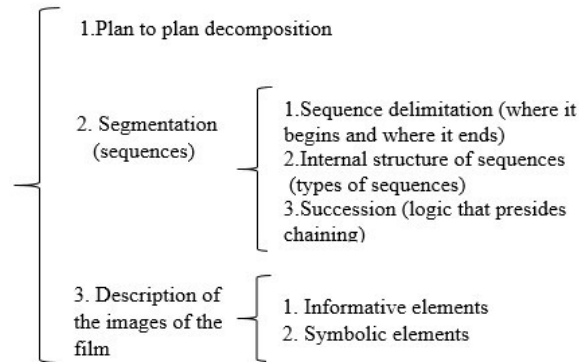 1.Plan to plan decomposition
2. Segmentation
(sequences)
1.Sequence delimitation (where it
begins and where it ends)
2.Internal structure of sequences
(types of sequences)
3.Succession (logic that presides
chaining)
3. Description of
the images of the
film
1. Informative elements
2. Symbolic elements